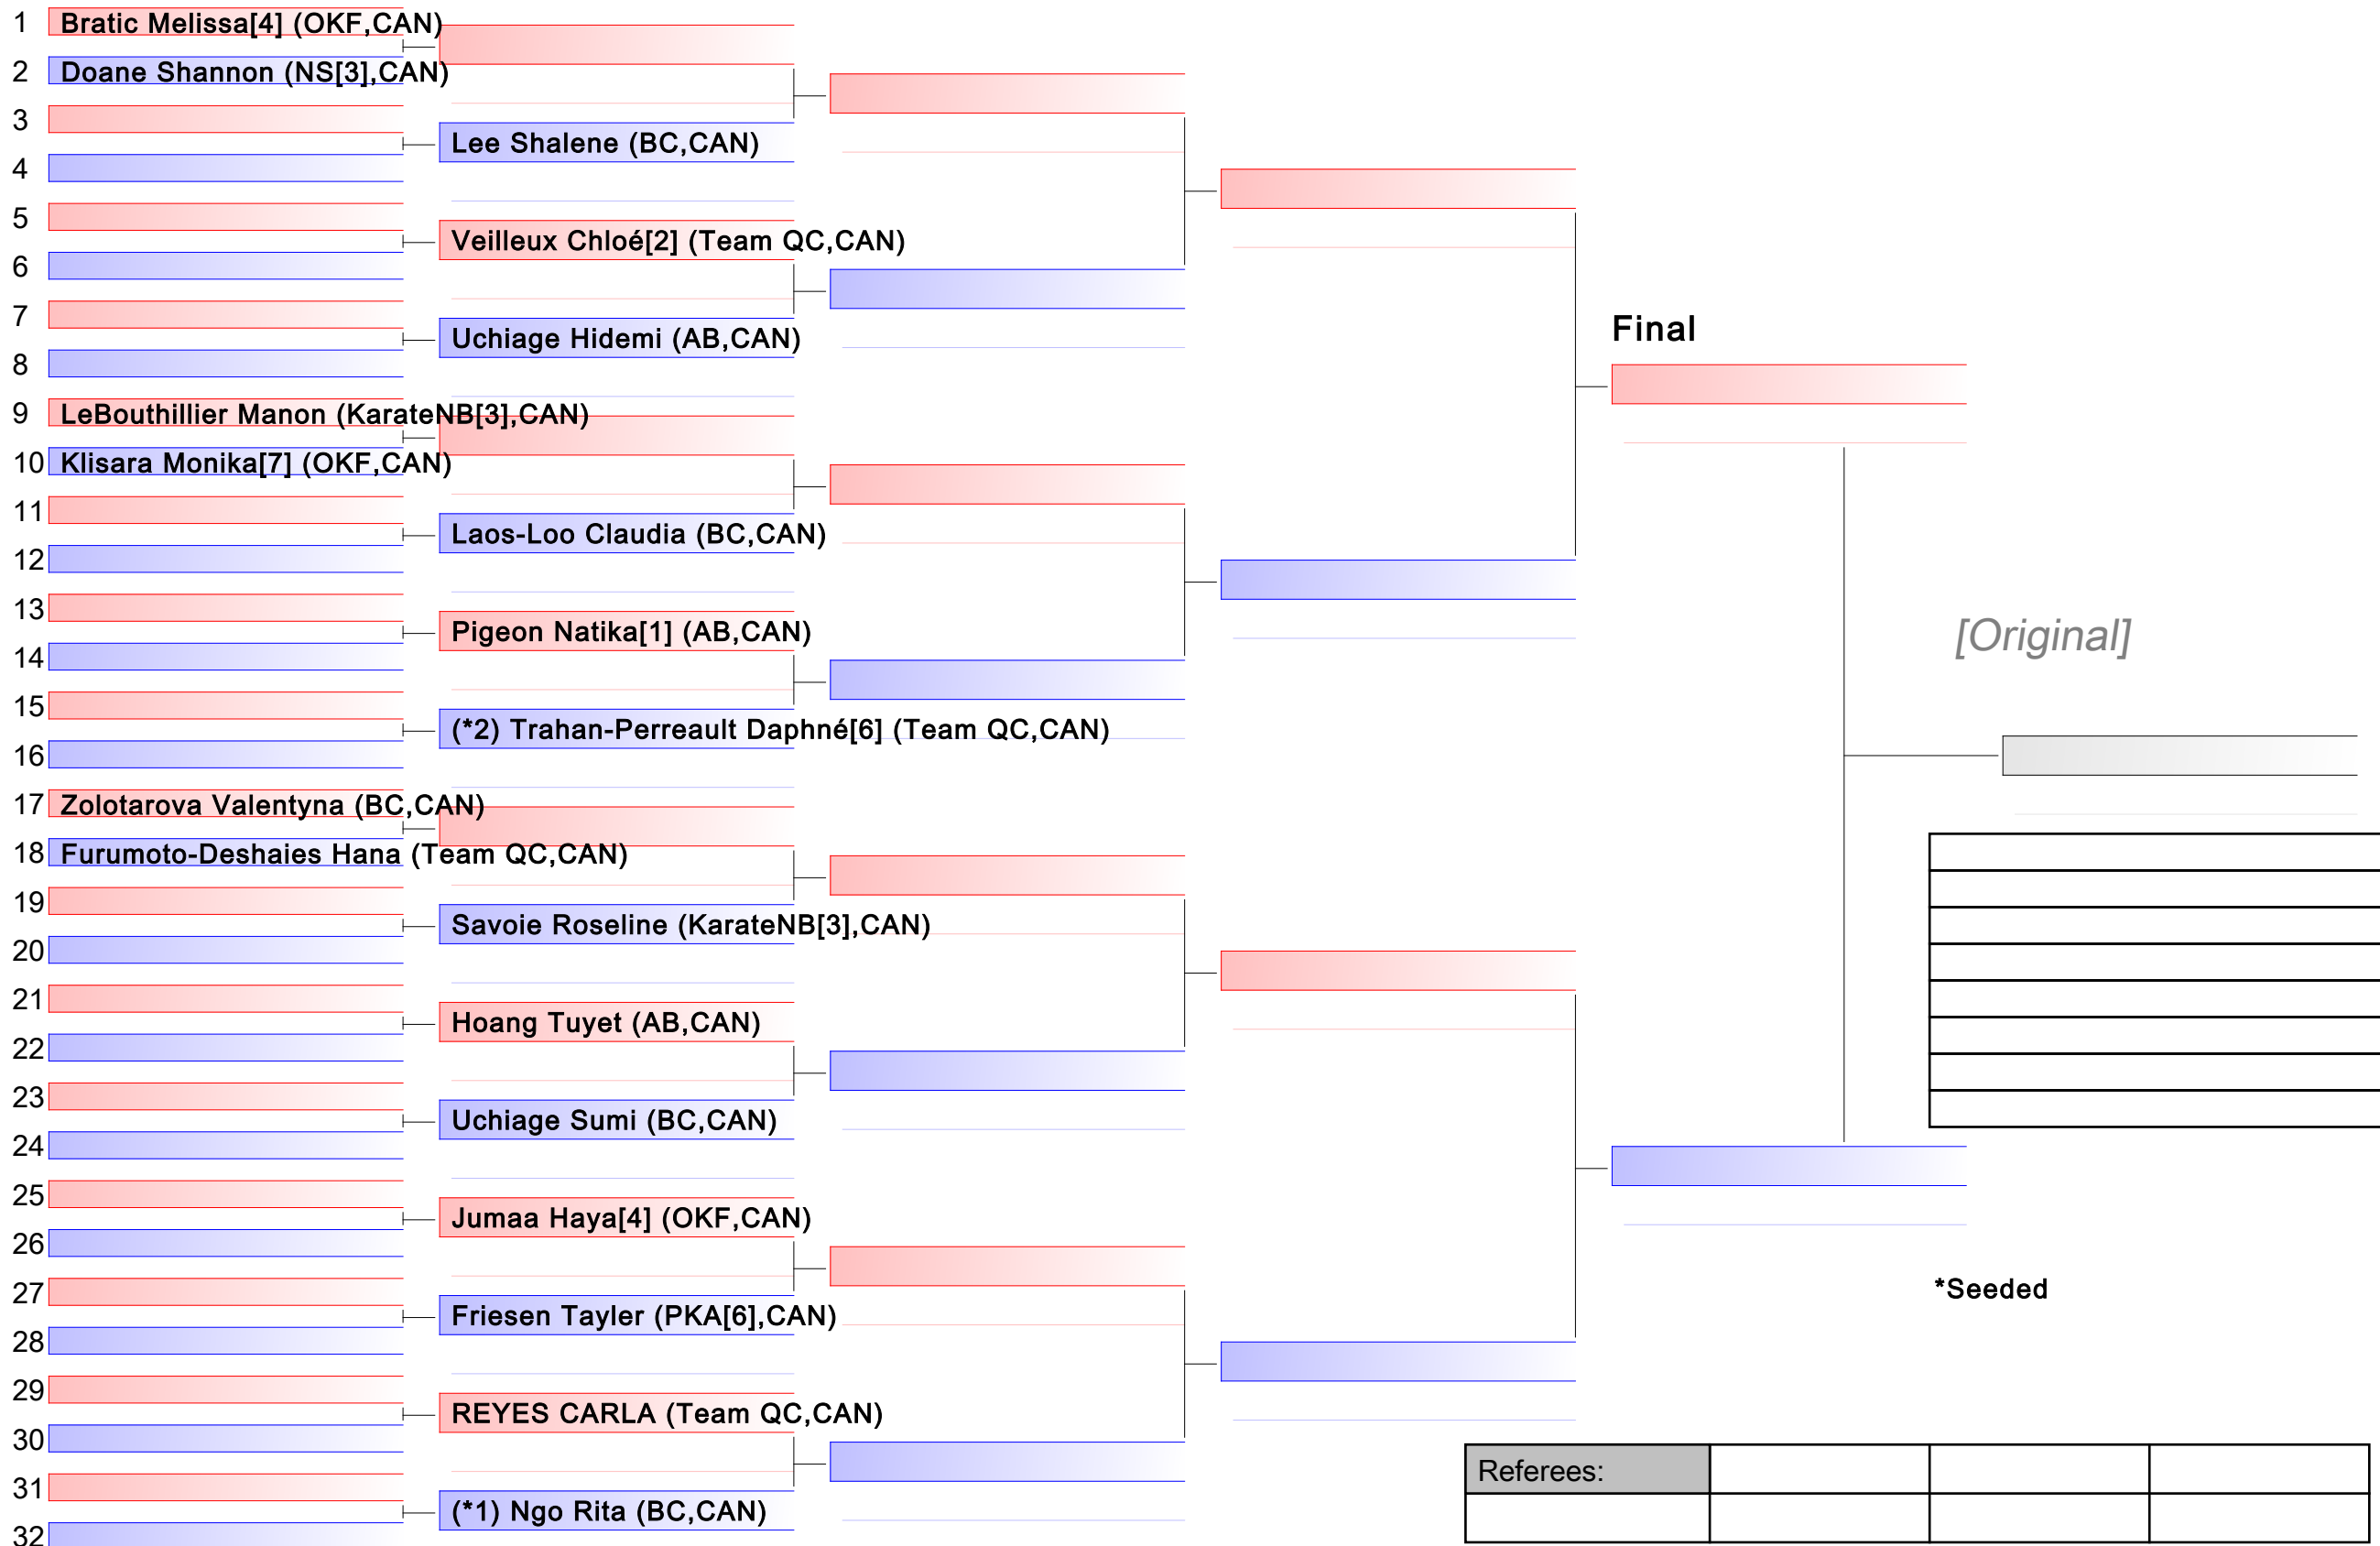 1 Bratic Melissa[4] (OKF,CAN)
2 Doane Shannon (NS[3],CAN)
3
Lee Shalene (BC,CAN)
4
5
Veilleux Chloé[2] (Team QC,CAN)
6
7
Uchiage Hidemi (AB,CAN)
8
Final
9 LeBouthillier Manon (KarateNB[3],CAN)
10 Klisara Monika[7] (OKF,CAN)
11
Laos-Loo Claudia (BC,CAN)
12
13
Pigeon Natika[1] (AB,CAN)
[Original]
14
15
(*2) Trahan-Perreault Daphné[6] (Team QC,CAN)
16
17 Zolotarova Valentyna (BC,CAN)
18 Furumoto-Deshaies Hana (Team QC,CAN)
19
Savoie Roseline (KarateNB[3],CAN)
20
21
Hoang Tuyet (AB,CAN)
22
23
Uchiage Sumi (BC,CAN)
24
25
Jumaa Haya[4] (OKF,CAN)
26
27
*Seeded
Friesen Tayler (PKA[6],CAN)
28
29
REYES CARLA (Team QC,CAN)
30
31
Referees:
(*1) Ngo Rita (BC,CAN)
32